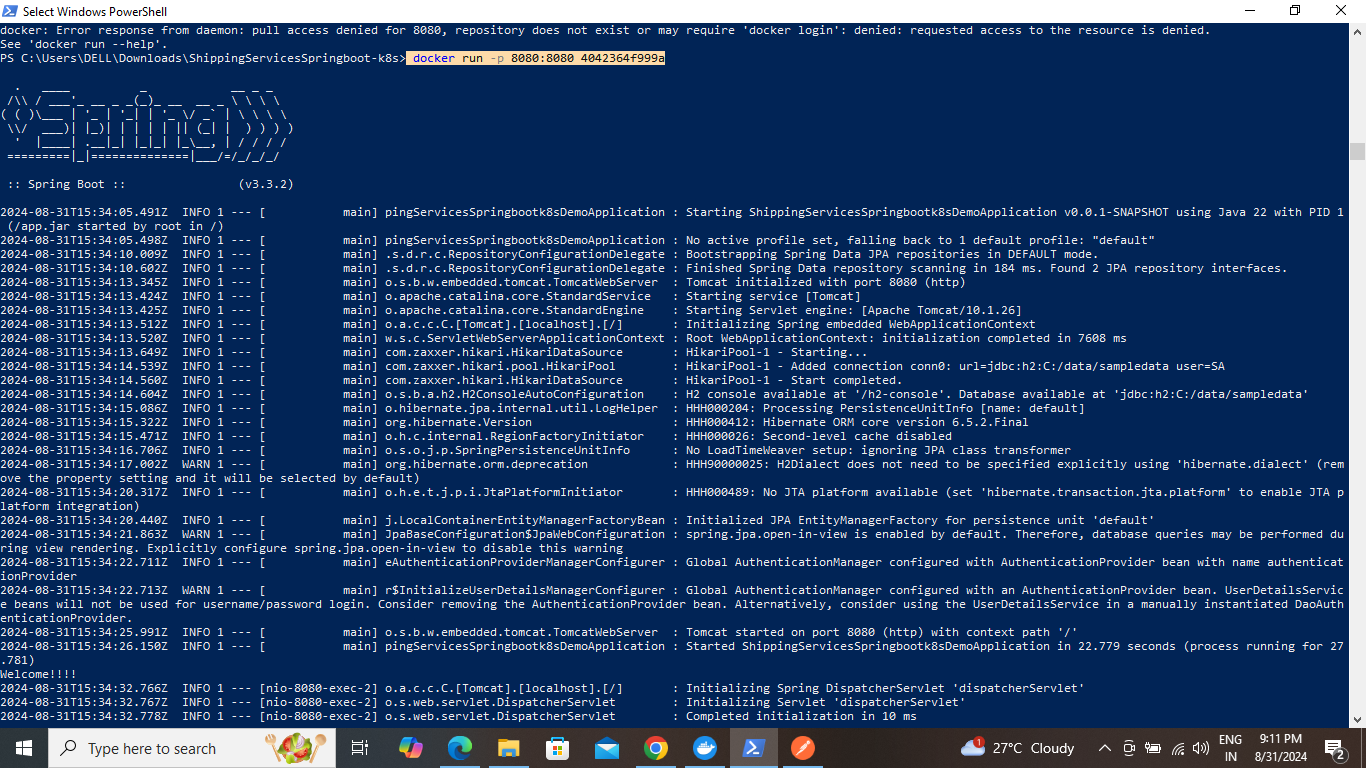 Select Windows PowerShell
docker: Error response from daemon: pull access denied for 8080, repository does not exist or may require 'docker login': denied: requested access to the resource is denied.
See 'docker run --help'.
PS C:\Users\DELL\Downloads\ShippingServicesSpringboot-k8s> docker run -p 8080:8080 4042364f999a
  .   ____          _            __ _ _
 /\\ / ___'_ __ _ _(_)_ __  __ _ \ \ \ \
( ( )\___ | '_ | '_| | '_ \/ _` | \ \ \ \
 \\/  ___)| |_)| | | | | || (_| |  ) ) ) )
  '  |____| .__|_| |_|_| |_\__, | / / / /
 =========|_|==============|___/=/_/_/_/
 :: Spring Boot ::                (v3.3.2)
2024-08-31T15:34:05.491Z  INFO 1 --- [           main] pingServicesSpringbootk8sDemoApplication : Starting ShippingServicesSpringbootk8sDemoApplication v0.0.1-SNAPSHOT using Java 22 with PID 1
 (/app.jar started by root in /)
2024-08-31T15:34:05.498Z  INFO 1 --- [           main] pingServicesSpringbootk8sDemoApplication : No active profile set, falling back to 1 default profile: "default"
2024-08-31T15:34:10.009Z  INFO 1 --- [           main] .s.d.r.c.RepositoryConfigurationDelegate : Bootstrapping Spring Data JPA repositories in DEFAULT mode.
2024-08-31T15:34:10.602Z  INFO 1 --- [           main] .s.d.r.c.RepositoryConfigurationDelegate : Finished Spring Data repository scanning in 184 ms. Found 2 JPA repository interfaces.
2024-08-31T15:34:13.345Z  INFO 1 --- [           main] o.s.b.w.embedded.tomcat.TomcatWebServer  : Tomcat initialized with port 8080 (http)
2024-08-31T15:34:13.424Z  INFO 1 --- [           main] o.apache.catalina.core.StandardService   : Starting service [Tomcat]
2024-08-31T15:34:13.425Z  INFO 1 --- [           main] o.apache.catalina.core.StandardEngine    : Starting Servlet engine: [Apache Tomcat/10.1.26]
2024-08-31T15:34:13.512Z  INFO 1 --- [           main] o.a.c.c.C.[Tomcat].[localhost].[/]       : Initializing Spring embedded WebApplicationContext
2024-08-31T15:34:13.520Z  INFO 1 --- [           main] w.s.c.ServletWebServerApplicationContext : Root WebApplicationContext: initialization completed in 7608 ms
2024-08-31T15:34:13.649Z  INFO 1 --- [           main] com.zaxxer.hikari.HikariDataSource       : HikariPool-1 - Starting...
2024-08-31T15:34:14.539Z  INFO 1 --- [           main] com.zaxxer.hikari.pool.HikariPool        : HikariPool-1 - Added connection conn0: url=jdbc:h2:C:/data/sampledata user=SA
2024-08-31T15:34:14.560Z  INFO 1 --- [           main] com.zaxxer.hikari.HikariDataSource       : HikariPool-1 - Start completed.
2024-08-31T15:34:14.604Z  INFO 1 --- [           main] o.s.b.a.h2.H2ConsoleAutoConfiguration    : H2 console available at '/h2-console'. Database available at 'jdbc:h2:C:/data/sampledata'
2024-08-31T15:34:15.086Z  INFO 1 --- [           main] o.hibernate.jpa.internal.util.LogHelper  : HHH000204: Processing PersistenceUnitInfo [name: default]
2024-08-31T15:34:15.322Z  INFO 1 --- [           main] org.hibernate.Version                    : HHH000412: Hibernate ORM core version 6.5.2.Final
2024-08-31T15:34:15.471Z  INFO 1 --- [           main] o.h.c.internal.RegionFactoryInitiator    : HHH000026: Second-level cache disabled
2024-08-31T15:34:16.706Z  INFO 1 --- [           main] o.s.o.j.p.SpringPersistenceUnitInfo      : No LoadTimeWeaver setup: ignoring JPA class transformer
2024-08-31T15:34:17.002Z  WARN 1 --- [           main] org.hibernate.orm.deprecation            : HHH90000025: H2Dialect does not need to be specified explicitly using 'hibernate.dialect' (rem
ove the property setting and it will be selected by default)
2024-08-31T15:34:20.317Z  INFO 1 --- [           main] o.h.e.t.j.p.i.JtaPlatformInitiator       : HHH000489: No JTA platform available (set 'hibernate.transaction.jta.platform' to enable JTA p
latform integration)
2024-08-31T15:34:20.440Z  INFO 1 --- [           main] j.LocalContainerEntityManagerFactoryBean : Initialized JPA EntityManagerFactory for persistence unit 'default'
2024-08-31T15:34:21.863Z  WARN 1 --- [           main] JpaBaseConfiguration$JpaWebConfiguration : spring.jpa.open-in-view is enabled by default. Therefore, database queries may be performed du
ring view rendering. Explicitly configure spring.jpa.open-in-view to disable this warning
2024-08-31T15:34:22.711Z  INFO 1 --- [           main] eAuthenticationProviderManagerConfigurer : Global AuthenticationManager configured with AuthenticationProvider bean with name authenticat
ionProvider
2024-08-31T15:34:22.713Z  WARN 1 --- [           main] r$InitializeUserDetailsManagerConfigurer : Global AuthenticationManager configured with an AuthenticationProvider bean. UserDetailsServic
e beans will not be used for username/password login. Consider removing the AuthenticationProvider bean. Alternatively, consider using the UserDetailsService in a manually instantiated DaoAuth
enticationProvider.
2024-08-31T15:34:25.991Z  INFO 1 --- [           main] o.s.b.w.embedded.tomcat.TomcatWebServer  : Tomcat started on port 8080 (http) with context path '/'
2024-08-31T15:34:26.150Z  INFO 1 --- [           main] pingServicesSpringbootk8sDemoApplication : Started ShippingServicesSpringbootk8sDemoApplication in 22.779 seconds (process running for 27
.781)
Welcome!!!!
2024-08-31T15:34:32.766Z  INFO 1 --- [nio-8080-exec-2] o.a.c.c.C.[Tomcat].[localhost].[/]       : Initializing Spring DispatcherServlet 'dispatcherServlet'
2024-08-31T15:34:32.767Z  INFO 1 --- [nio-8080-exec-2] o.s.web.servlet.DispatcherServlet        : Initializing Servlet 'dispatcherServlet'
2024-08-31T15:34:32.778Z  INFO 1 --- [nio-8080-exec-2] o.s.web.servlet.DispatcherServlet        : Completed initialization in 10 ms
Type here to search
1
27°C Cloudy
ENG
IN
9:11 PM
8/31/2024
2